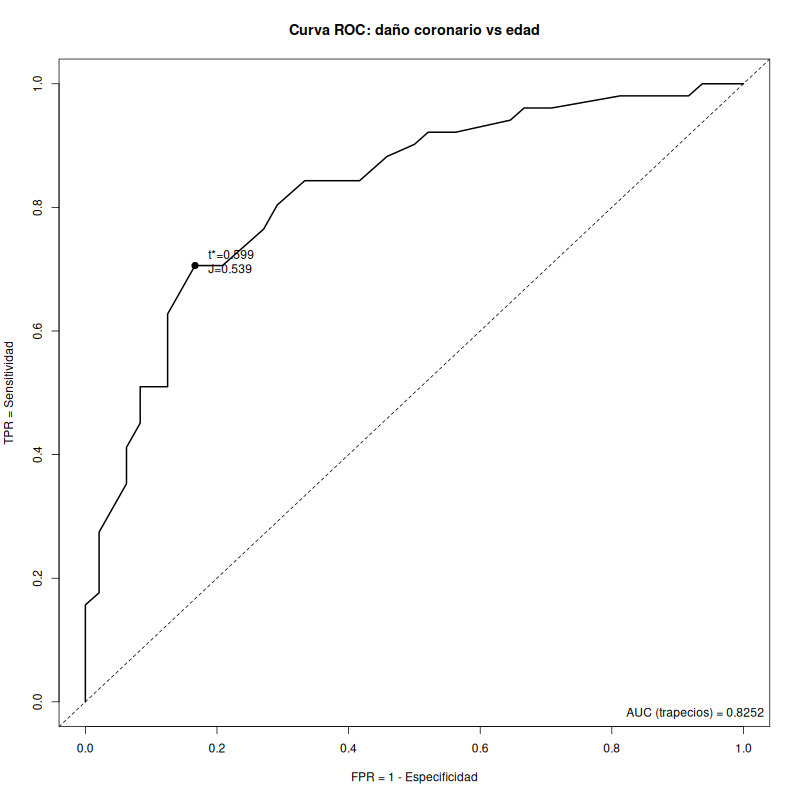 Curva ROC: daño coronario vs edad
TPR = Sensitividad
1.0
0.8
0.6
0.4
0.2
0.0
t*=0.599
J=0.539
AUC (trapecios) = 0.8252
0.0 0.2 0.4 0.6 0.8 1.0
FPR = 1 - Especificidad